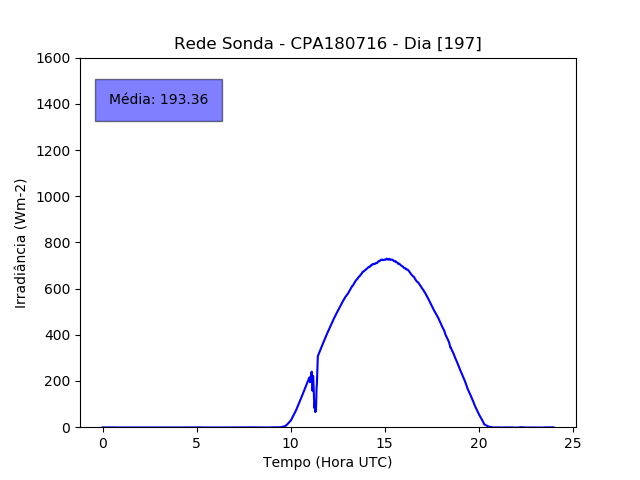 Rede Sonda - CPA180716 - Dia [197]
1600
1400
1200
1000
800
600
400
200
0
Média: 193.36
Irradiância (Wm-2)
0 5 10 15 20 25
Tempo (Hora UTC)